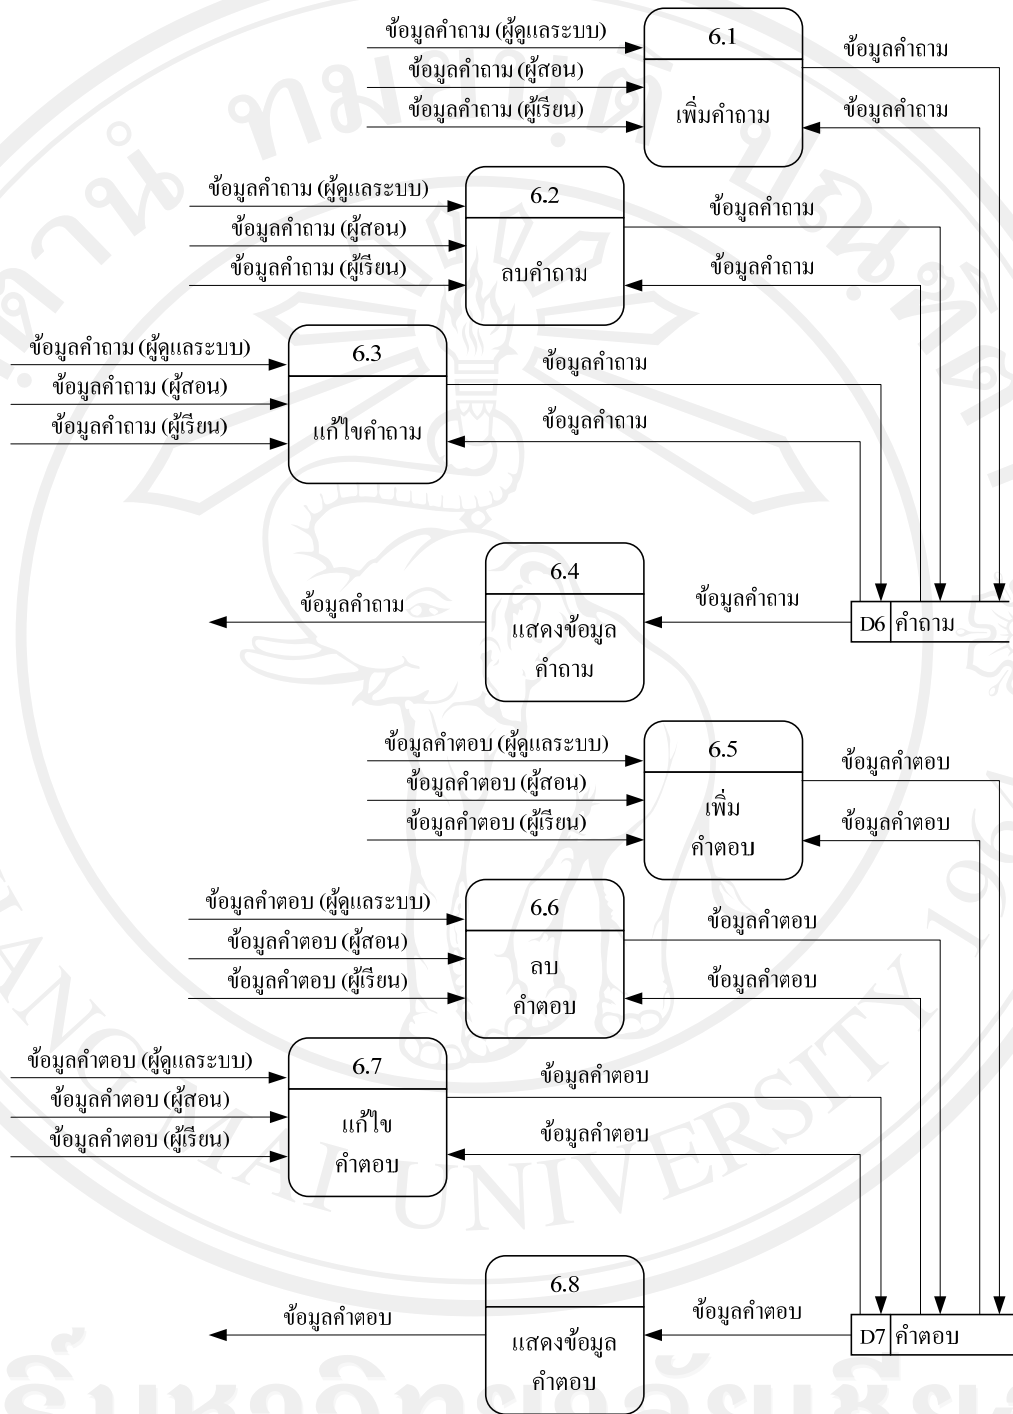 ข้อมูลคำถาม (ผู้ดูแลระบบ)
ข้อมูลคำถาม (ผู้สอน)
ข้อมูลคำถาม (ผู้เรียน)
6.1
เพิ่มคำถาม
ข้อมูลคำถาม
ข้อมูลคำถาม
ข้อมูลคำถาม (ผู้ดูแลระบบ)
ข้อมูลคำถาม (ผู้สอน)
ข้อมูลคำถาม (ผู้เรียน)
6.2
ลบคำถาม
ข้อมูลคำถาม
ข้อมูลคำถาม
ข้อมูลคำถาม (ผู้ดูแลระบบ)
ข้อมูลคำถาม (ผู้สอน)
ข้อมูลคำถาม (ผู้เรียน)
6.3
แก้ไขคำถาม
ข้อมูลคำถาม
ข้อมูลคำถาม
ข้อมูลคำถาม
6.4
แสดงข้อมูล
คำถาม
ข้อมูลคำถาม
D6 คำถาม
ข้อมูลคำตอบ (ผู้ดูแลระบบ)
ข้อมูลคำตอบ (ผู้สอน)
ข้อมูลคำตอบ (ผู้เรียน)
6.5
เพิ่ม
คำตอบ
ข้อมูลคำตอบ
ข้อมูลคำตอบ
ข้อมูลคำตอบ (ผู้ดูแลระบบ)
ข้อมูลคำตอบ (ผู้สอน)
ข้อมูลคำตอบ (ผู้เรียน)
6.6
ลบ
คำตอบ
ข้อมูลคำตอบ
ข้อมูลคำตอบ
ข้อมูลคำตอบ (ผู้ดูแลระบบ)
ข้อมูลคำตอบ (ผู้สอน)
ข้อมูลคำตอบ (ผู้เรียน)
6.7
แก้ไข
คำตอบ
ข้อมูลคำตอบ
ข้อมูลคำตอบ
ข้อมูลคำตอบ
6.8
แสดงข้อมูล
คำตอบ
ข้อมูลคำตอบ
D7 คำตอบ
MAI UNIVERSITY